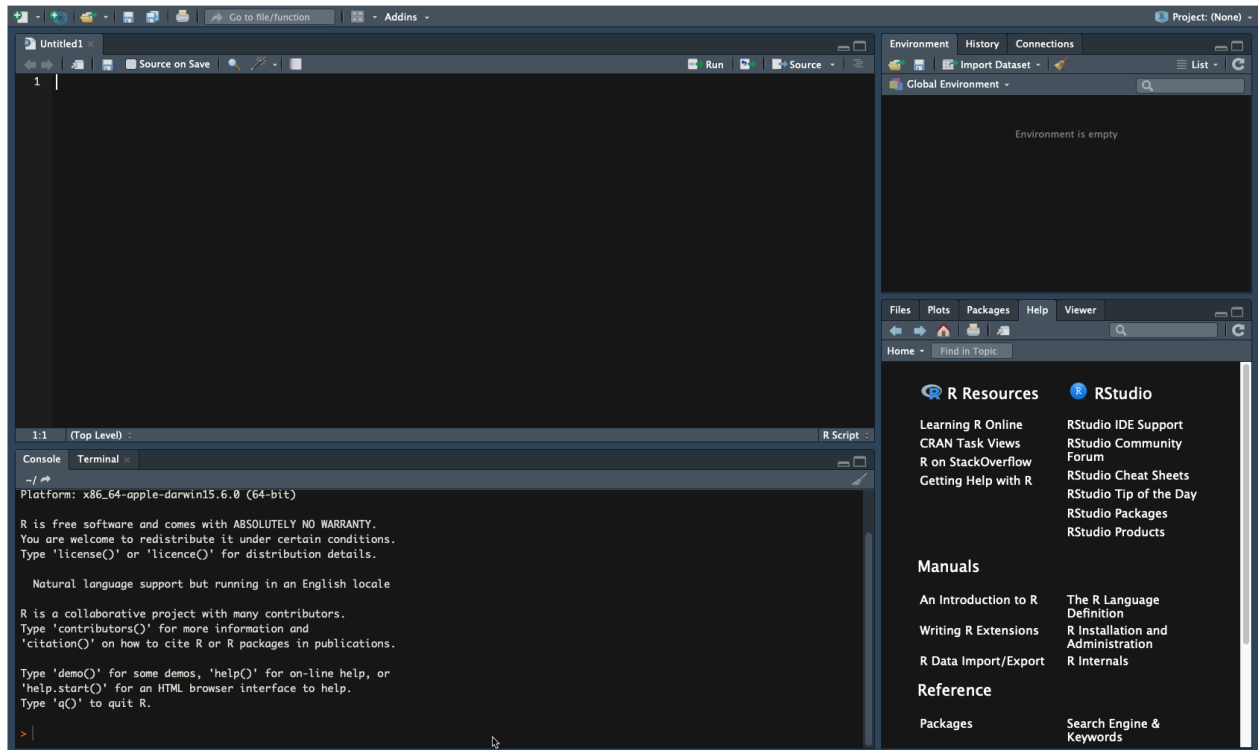 Go to file/function
Addins
Project: (None)
Untitled1
Source on Save
Run
Source
1
1:1 (Top Level)
R Script
Console Terminal
~/
Platform: x86_64-apple-darwin15.6.0 (64-bit)
R is free software and comes with ABSOLUTELY NO WARRANTY.
You are welcome to redistribute it under certain conditions.
Type 'license()' or 'licence()' for distribution details.
Natural language support but running in an English locale
R is a collaborative project with many contributors.
Type 'contributors()' for more information and
'citation()' on how to cite R or R packages in publications.
Type 'demo()' for some demos, 'help()' for on-line help, or
'help.start()' for an HTML browser interface to help.
Type 'q()' to quit R.
>
Environment History Connections
Import Dataset
List
Global Environment
Environment is empty
Files Plots Packages Help Viewer
Home
Find in Topic
R Resources
Learning R Online
CRAN Task Views
R on StackOverflow
Getting Help with R
RStudio
RStudio IDE Support
RStudio Community
Forum
RStudio Cheat Sheets
RStudio Tip of the Day
RStudio Packages
RStudio Products
Manuals
An Introduction to R
Writing R Extensions
R Data Import/Export
The R Language
Definition
R Installation and
Administration
R Internals
Reference
Packages
Search Engine &
Keywords